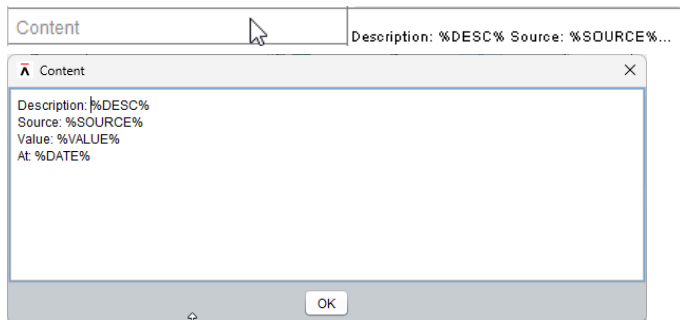 Content
Description: %DESC% Source: %SOURCE%...
Content
Description: %DESC%
Source: %SOURCE%
Value: %VALUE%
At: %DATE%
OK